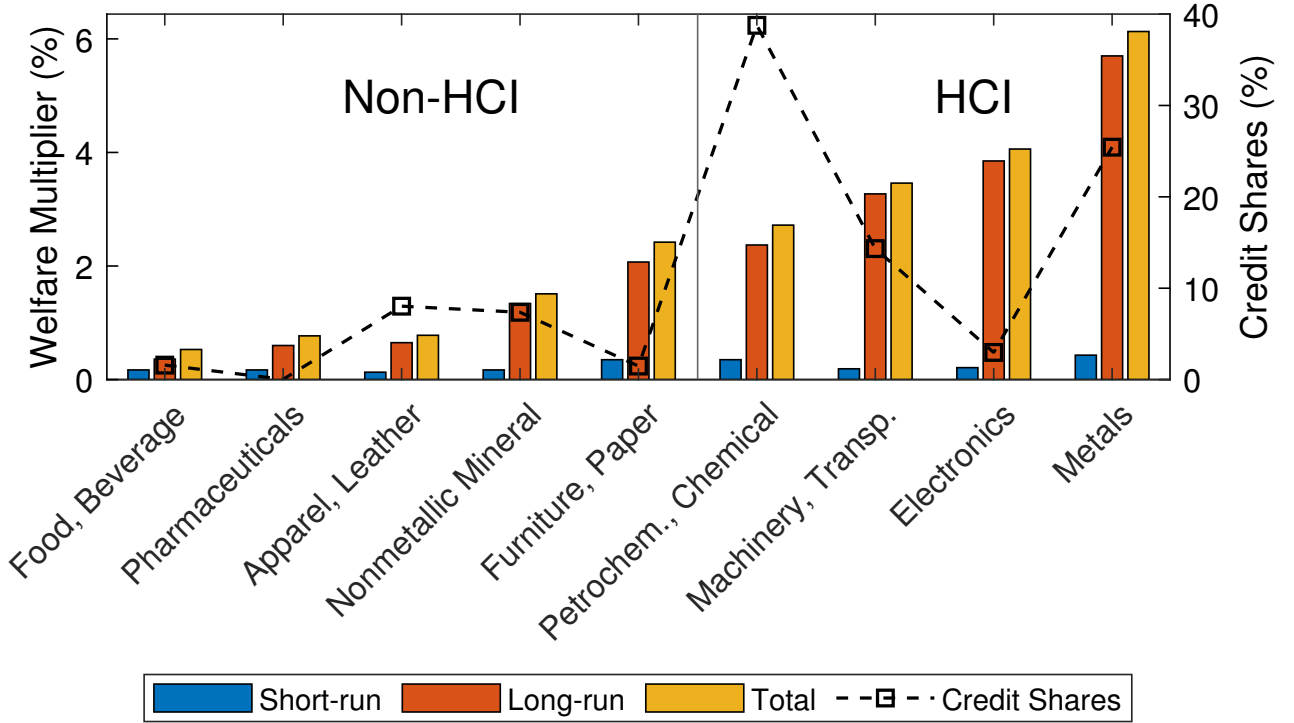 Welfare Multiplier (%)
6
4
2
0
Non-HCI
HCI
40
30
20
10
0
Credit Shares (%)
Food, Beverage
Pharmaceuticals
Apparel, Leather
Nonmetallic Mineral
Furniture, Paper
Petrochem., Chemical
Machinery, Transp.
Electronics
Metals
Short-run
Long-run
Total
Credit Shares